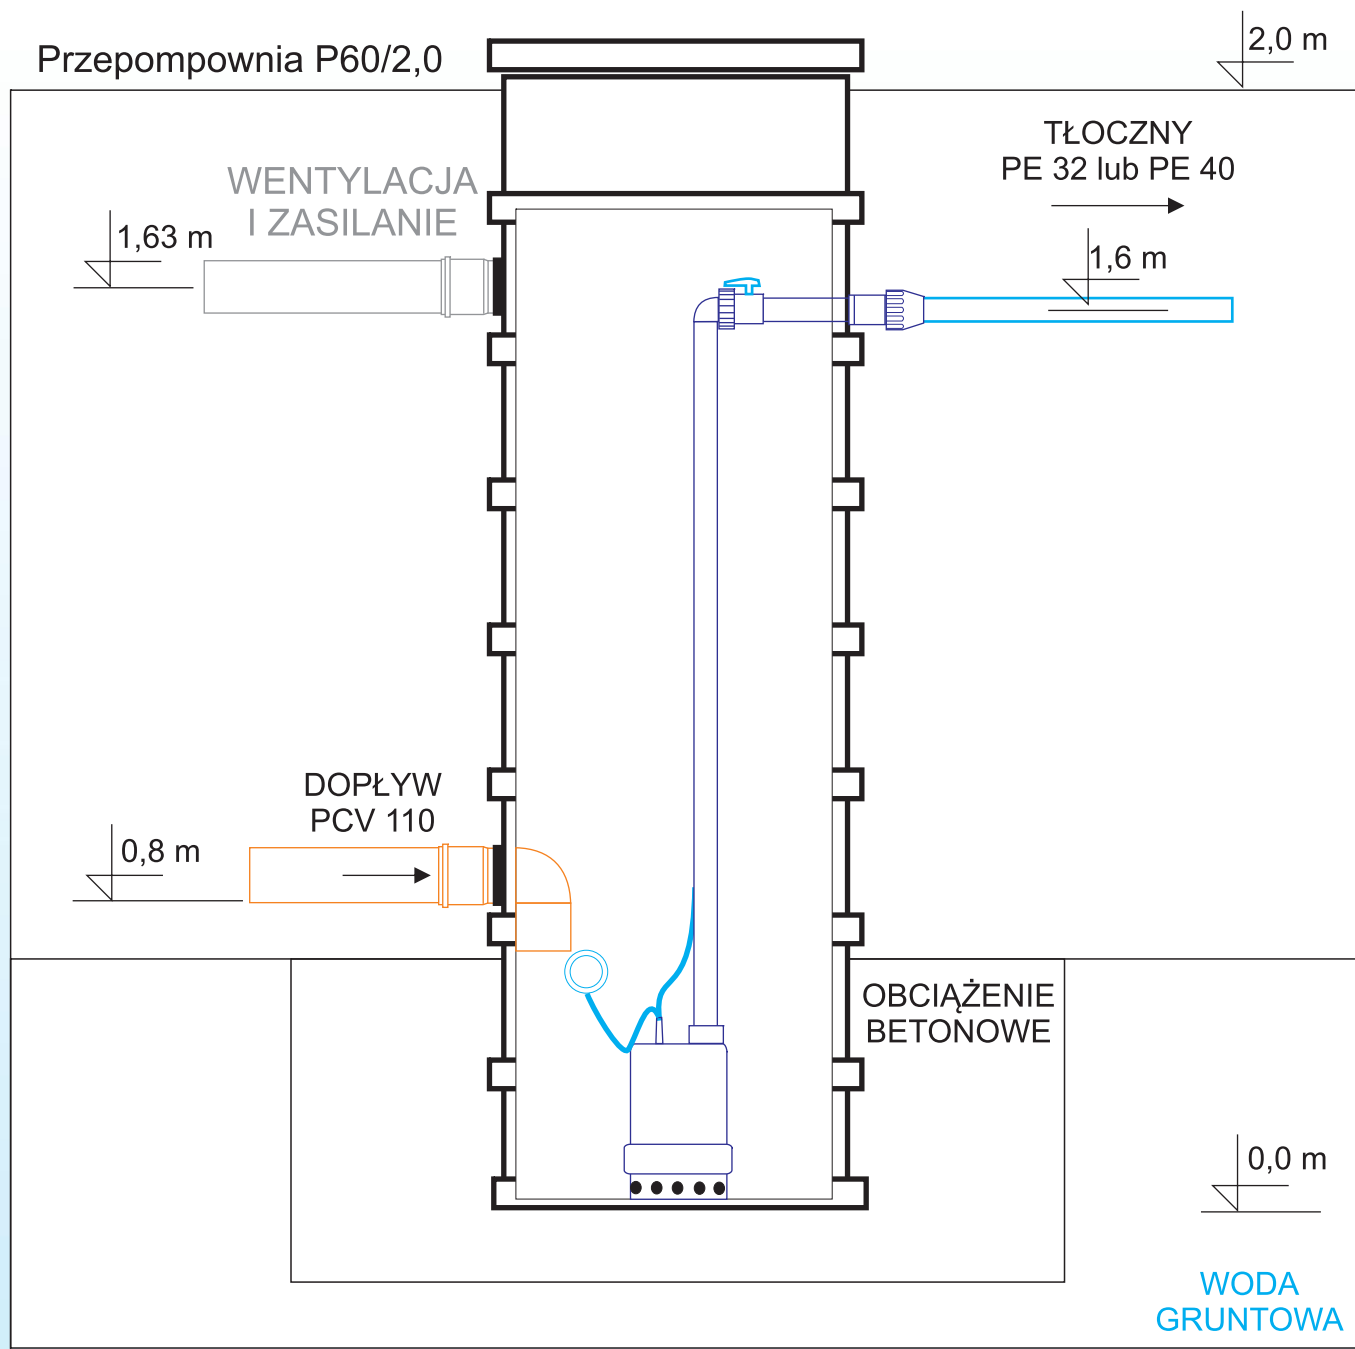 Przepompownia P60/2,0
2,0 m
TŁOCZNY
PE 32 lub PE 40
WENTYLACJA
I ZASILANIE
1,63 m
1,6 m
DOPŁYW
PCV 110
0,8 m
OBCIĄŻENIE
BETONOWE
0,0 m
WODA
GRUNTOWA